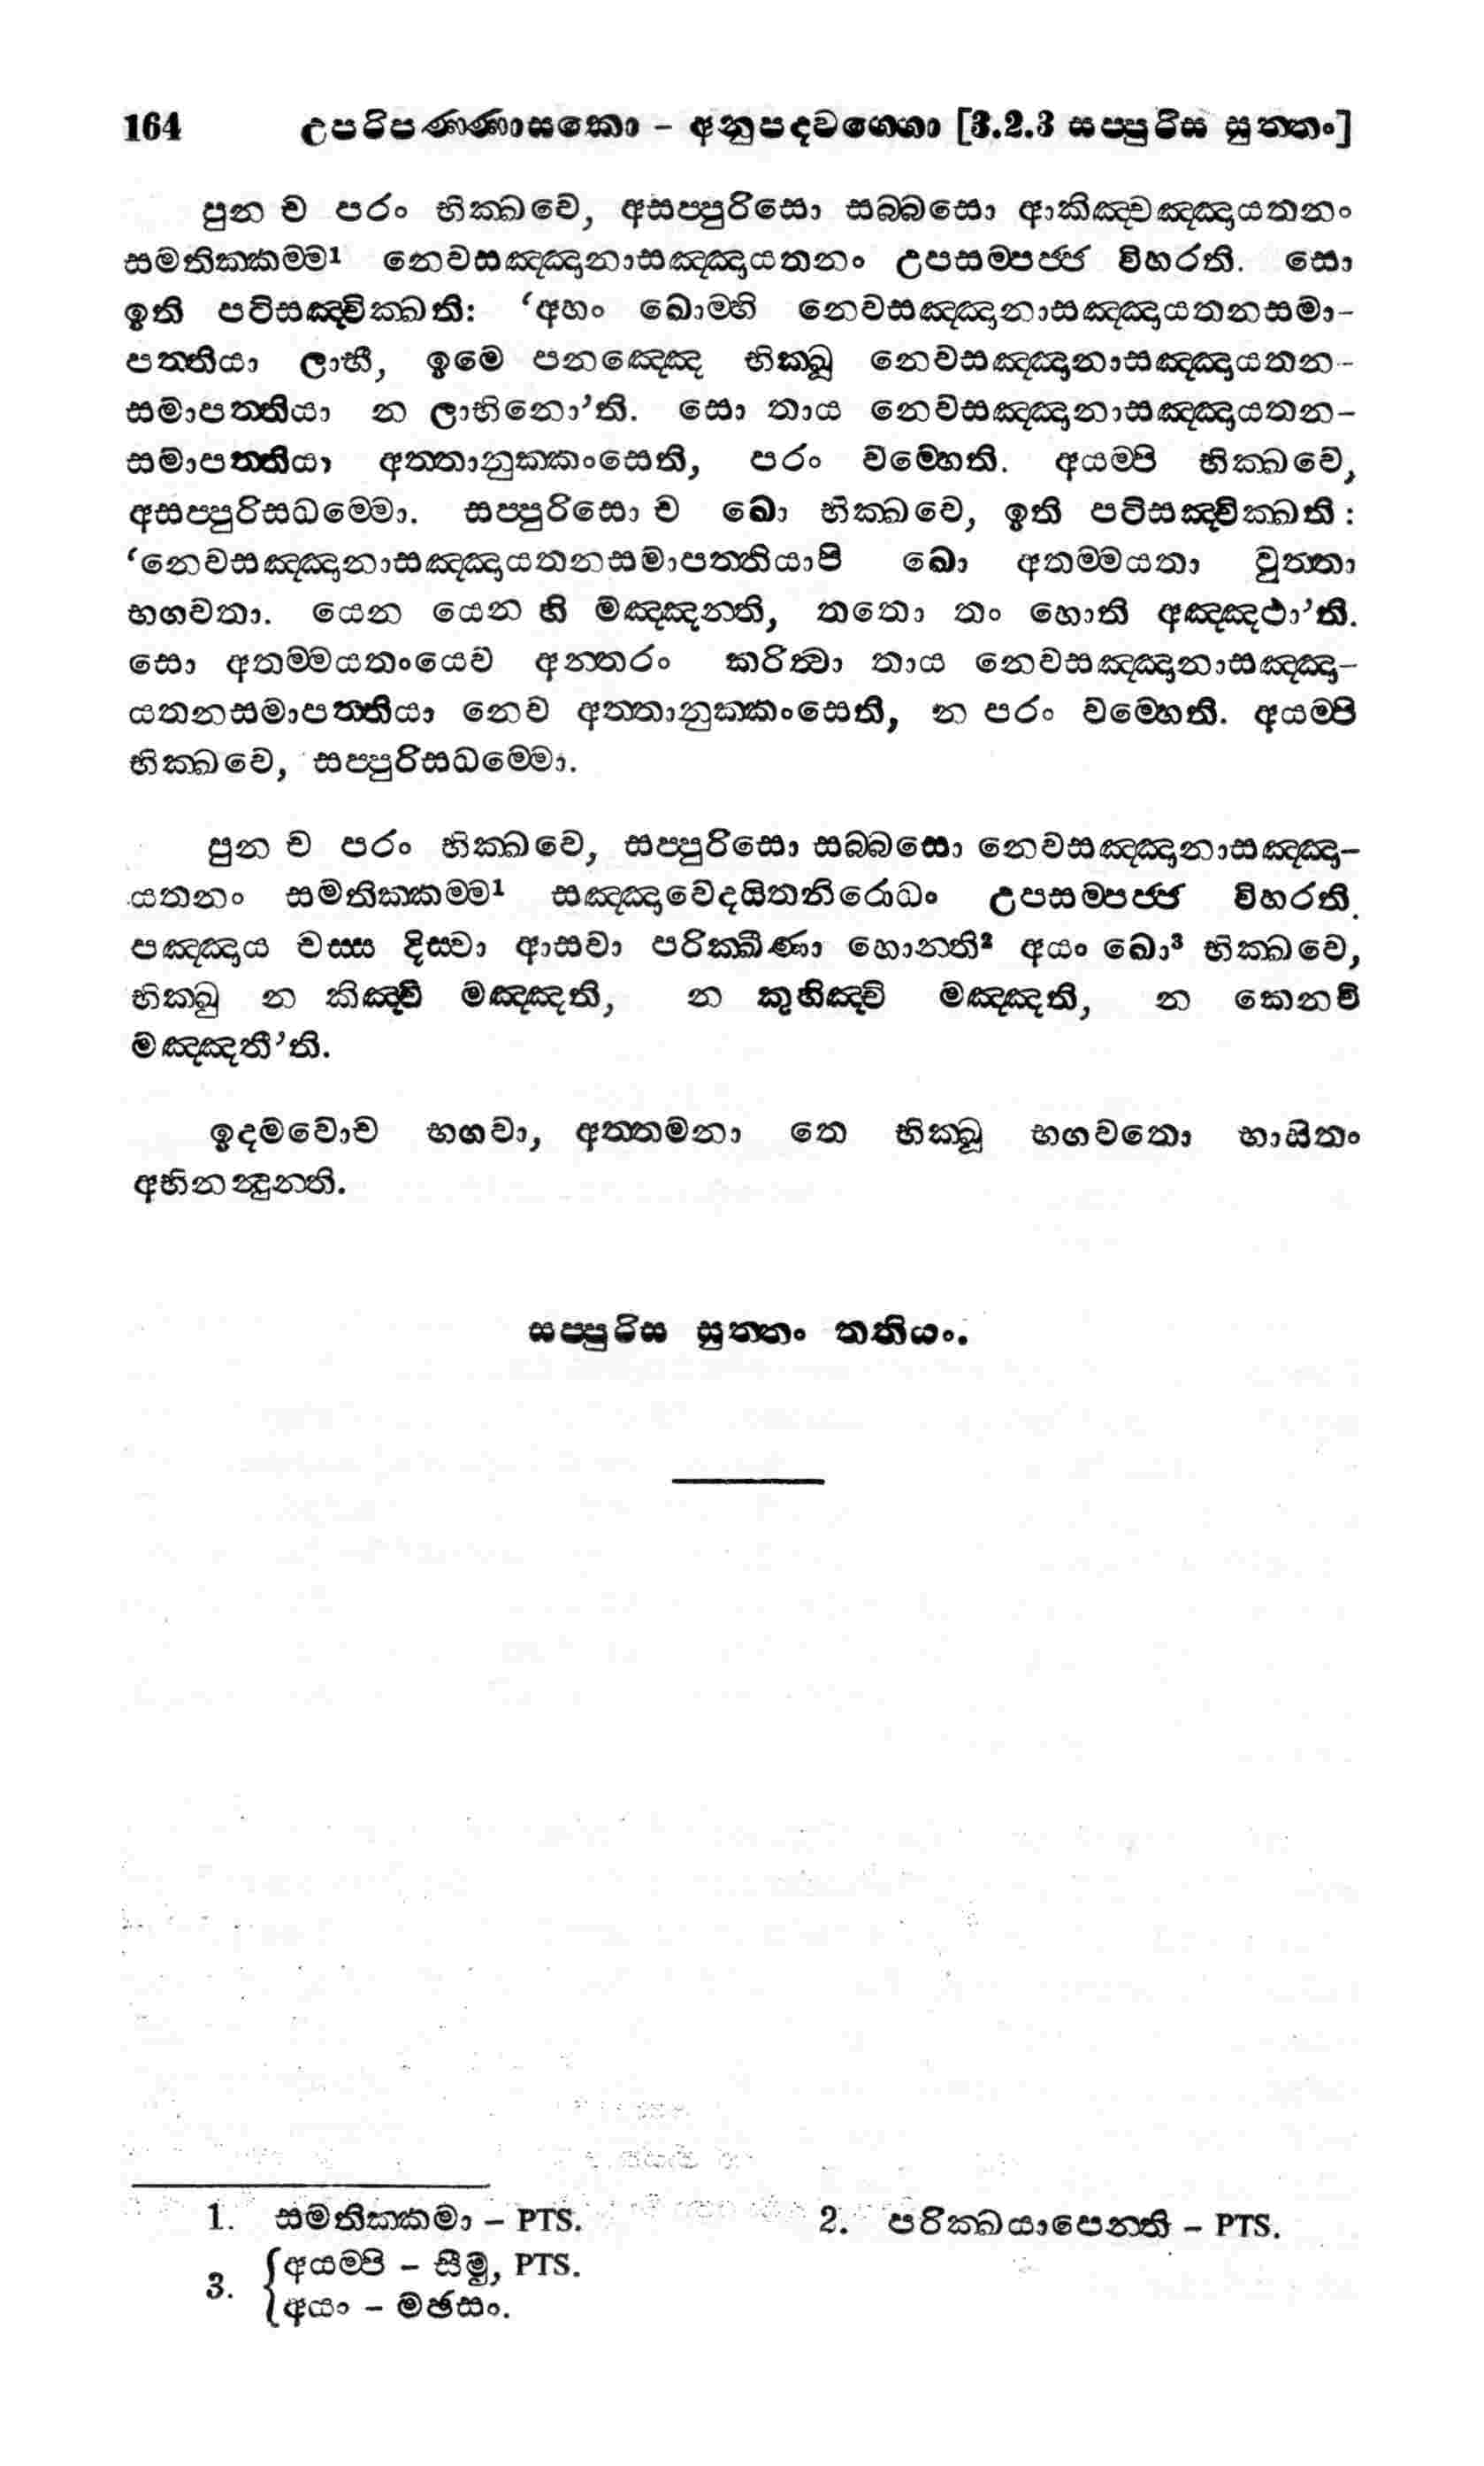 164 උපරිපණ්ණාසකො – අනුපදවග්ගො [3.2.3 සප්පුරිස සුත්තං]
පුන ච පරං භික්ඛවෙ, අසප්පුරිසො සබ්බසො ආකිඤ්චඤ්ඤායතනං
සමතික්කම්ම¹ නෙවසඤ්ඤානාසඤ්ඤායතනං උපසම්පජ්ජ විහරති. සො
ඉති පටිසඤ්චික්ඛති: ‘අහං ඛොම්හි නෙවසඤ්ඤානාසඤ්ඤායතනසමා-
පත්තියා ලාභී, ඉමෙ පනඤ්ඤෙ භික්ඛූ නෙවසඤ්ඤානාසඤ්ඤායතන-
සමාපත්තියා න ලාභිනො’ති. සො තාය නෙවසඤ්ඤානාසඤ්ඤායතන-
සමාපත්තියා අත්තානුක්කංසෙති, පරං වම්හෙති. අයම්පි භික්ඛවෙ,
අසප්පුරිසධම්මො. සප්පුරිසො ච ඛො භික්ඛවෙ, ඉති පටිසඤ්චික්ඛති:
‘නෙවසඤ්ඤානාසඤ්ඤායතනසමාපත්තියාපි ඛො අතම්මයතා වුත්තා
භගවතා. යෙන යෙන හි මඤ්ඤන්ති, තතො තං හොති අඤ්ඤථා’ති.
සො අතම්මයතංයෙව අන්තරං කරිත්වා තාය නෙවසඤ්ඤානාසඤ්ඤා-
යතනසමාපත්තියා නෙව අත්තානුක්කංසෙති, න පරං වම්හෙති. අයම්පි
භික්ඛවෙ, සප්පුරිසධම්මො.
පුන ච පරං භික්ඛවෙ, සප්පුරිසො සබ්බසො නෙවසඤ්ඤානාසඤ්ඤා-
යතනං සමතික්කම්ම¹ සඤ්ඤාවෙදයිතනිරොධං උපසම්පජ්ජ විහරති.
පඤ්ඤාය චස්ස දිස්වා ආසවා පරික්ඛීණා හොන්ති² අයං ඛො³ භික්ඛවෙ,
භික්ඛු න කිඤ්චි මඤ්ඤති, න කුහිඤ්චි මඤ්ඤති, න කෙනචි
මඤ්ඤතී’ති.
ඉදමවොච භගවා, අත්තමනා තෙ භික්ඛූ භගවතො භාසිතං
අභිනන්දුන්ති.
සප්පුරිස සුත්තං තතියං.
1. සමතික්කමා – PTS. 2. පරික්ඛයාපෙන්ති – PTS.
3. {අයම්පි – සීමු, PTS.
{අයං – මඡසං.